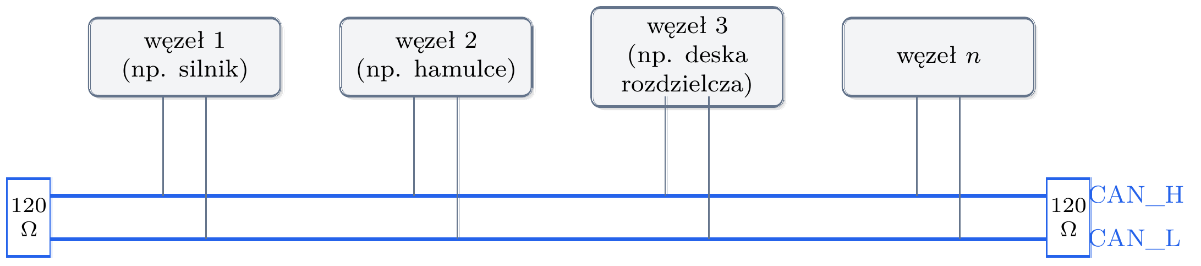 węzeł 1
(np. silnik)
węzeł 2
(np. hamulce)
węzeł 3
(np. deska
rozdzielcza)
węzeł n
120
Ω
120
Ω
CAN_H
CAN_L